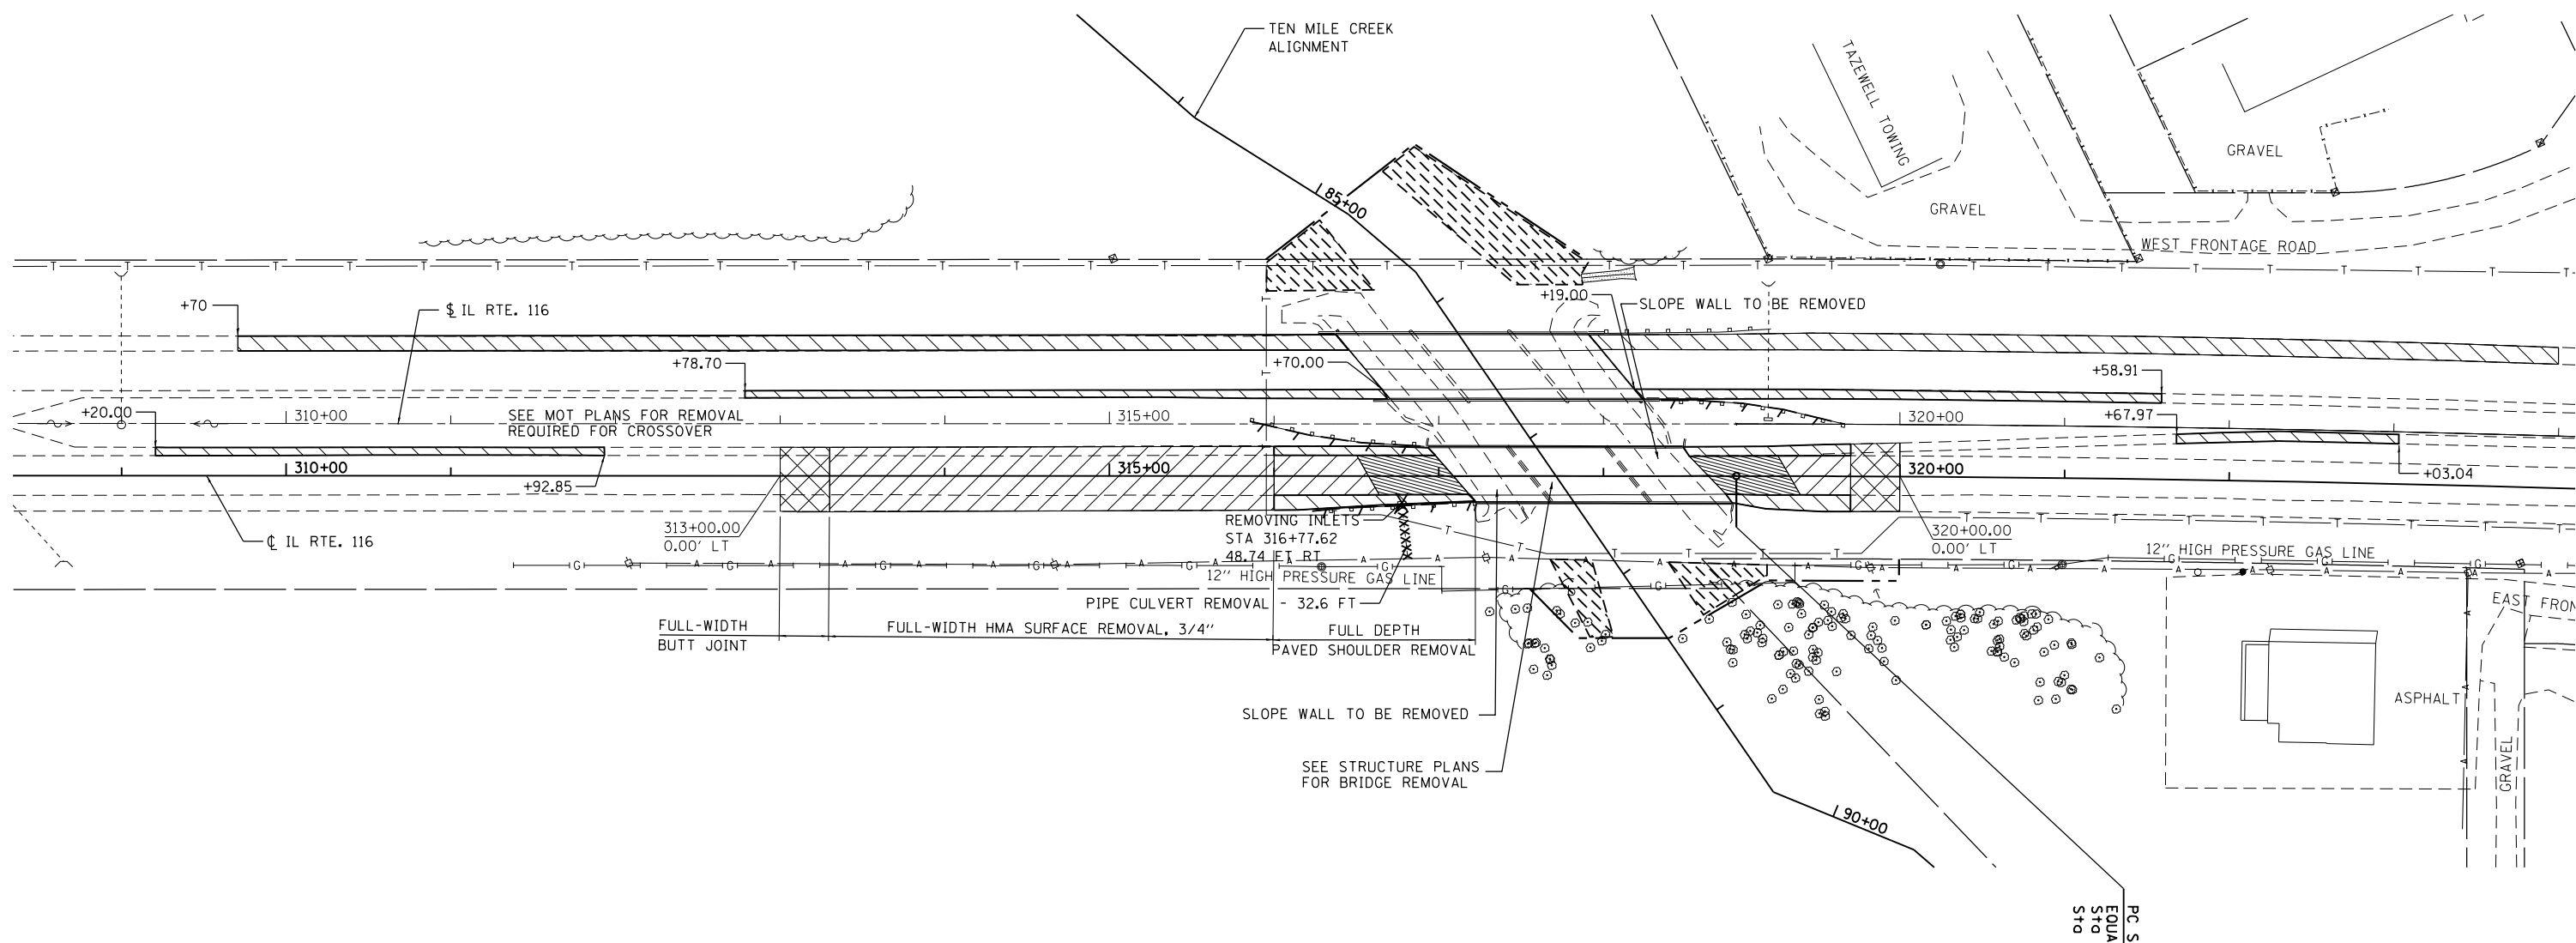 TEN MILE CREEK
ALIGNMENT
TAZEWELL TOWING
GRAVEL
GRAVEL
WEST FRONTAGE ROAD
85+00
+70
IL RTE. 116
+19.00
SLOPE WALL TO BE REMOVED
+78.70
+70.00
+58.91
+20.00
310+00
SEE MOT PLANS FOR REMOVAL
REQUIRED FOR CROSSOVER
315+00
320+00
+67.97
310+00
315+00
320+00
+92.85
+03.04
313+00.00
0.00' LT
℄ IL RTE. 116
REMOVING INLETS
STA 316+77.62
48.74 FT RT
320+00.00
0.00' LT
12" HIGH PRESSURE GAS LINE
12" HIGH PRESSURE GAS LINE
PIPE CULVERT REMOVAL - 32.6 FT
EAST FRON
FULL-WIDTH
BUTT JOINT
FULL-WIDTH HMA SURFACE REMOVAL, 3/4"
FULL DEPTH
PAVED SHOULDER REMOVAL
SLOPE WALL TO BE REMOVED
ASPHALT
GRAVEL
SEE STRUCTURE PLANS
FOR BRIDGE REMOVAL
90+00
PC S
EQUA
Sta
Sta